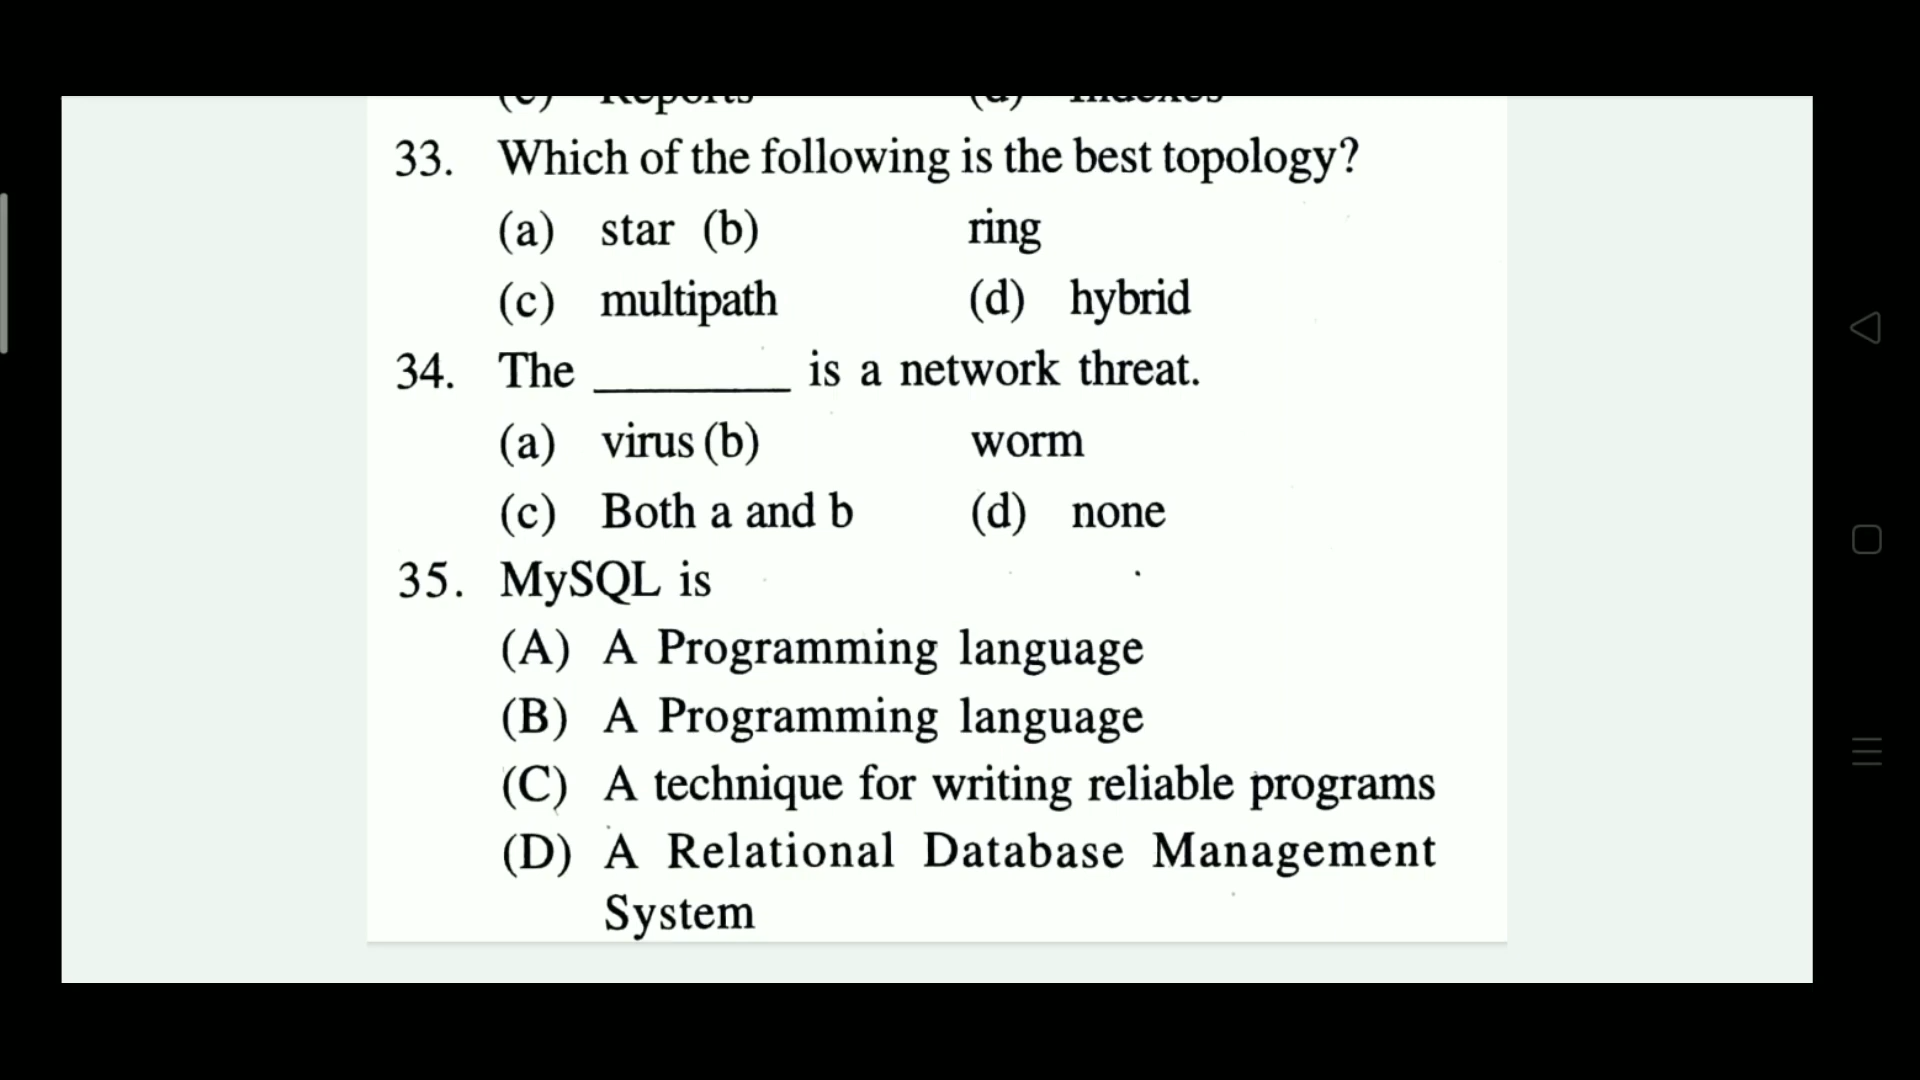 (c) Reports (d) Indexes
33. Which of the following is the best topology?
(a) star (b) ring
(c) multipath (d) hybrid
34. The ________ is a network threat.
(a) virus (b) worm
(c) Both a and b (d) none
35. MySQL is
(A) A Programming language
(B) A Programming language
(C) A technique for writing reliable programs
(D) A Relational Database Management
System